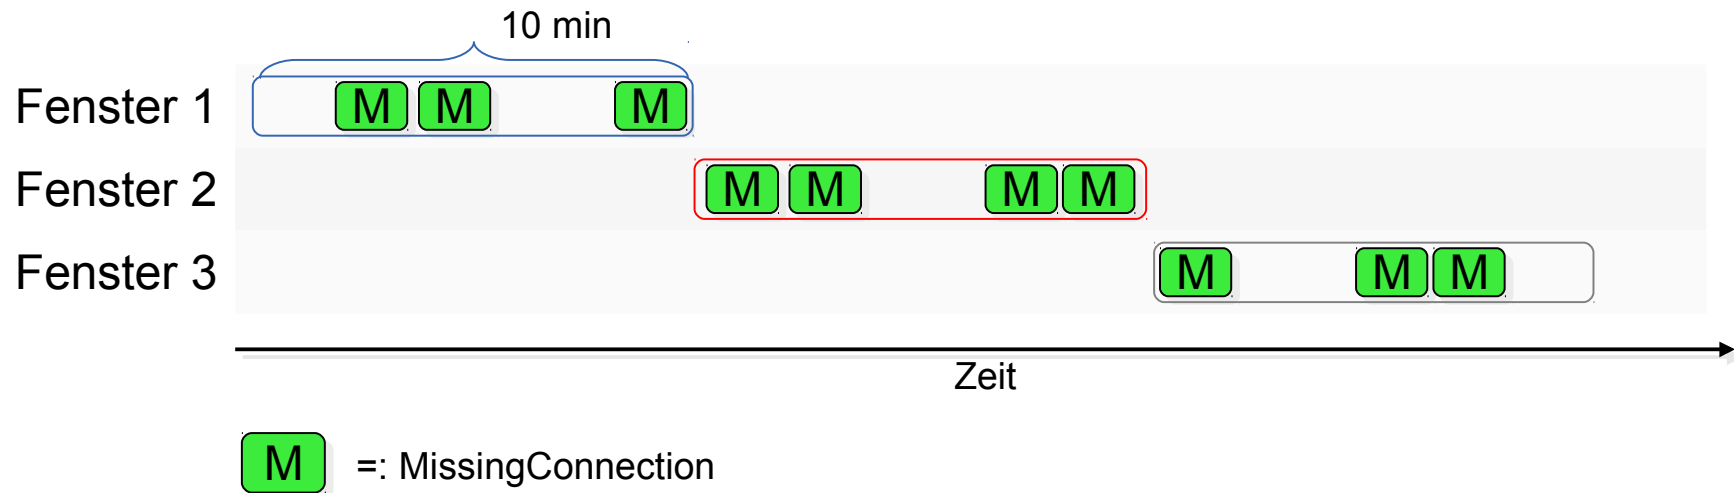 10 min
Fenster 1 M M M
Fenster 2 M M M M
Fenster 3 M M M
Zeit
M =: MissingConnection